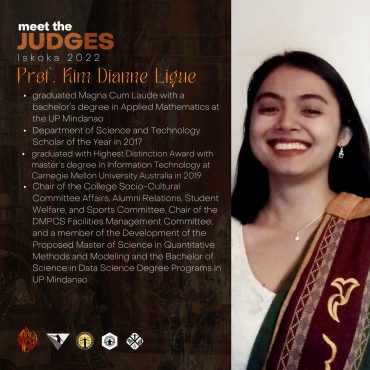 meet the
JUDGES
Iskoka 2022
Prof. Kim Dianne Ligue
• graduated Magna Cum Laude with a
bachelor's degree in Applied Mathematics at
the UP Mindanao
• Department of Science and Technology
Scholar of the Year in 2017
• graduated with Highest Distinction Award with
master's degree in Information Technology at
Carnegie Mellon University Australia in 2019
• Chair of the College Socio-Cultural
Committee Affairs, Alumni Relations, Student
Welfare, and Sports Committee, Chair of the
DMPCS Facilities Management Committee,
and a member of the Development of the
Proposed Master of Science in Quantitative
Methods and Modeling and the Bachelor of
Science in Data Science Degree Programs in
UP Mindanao